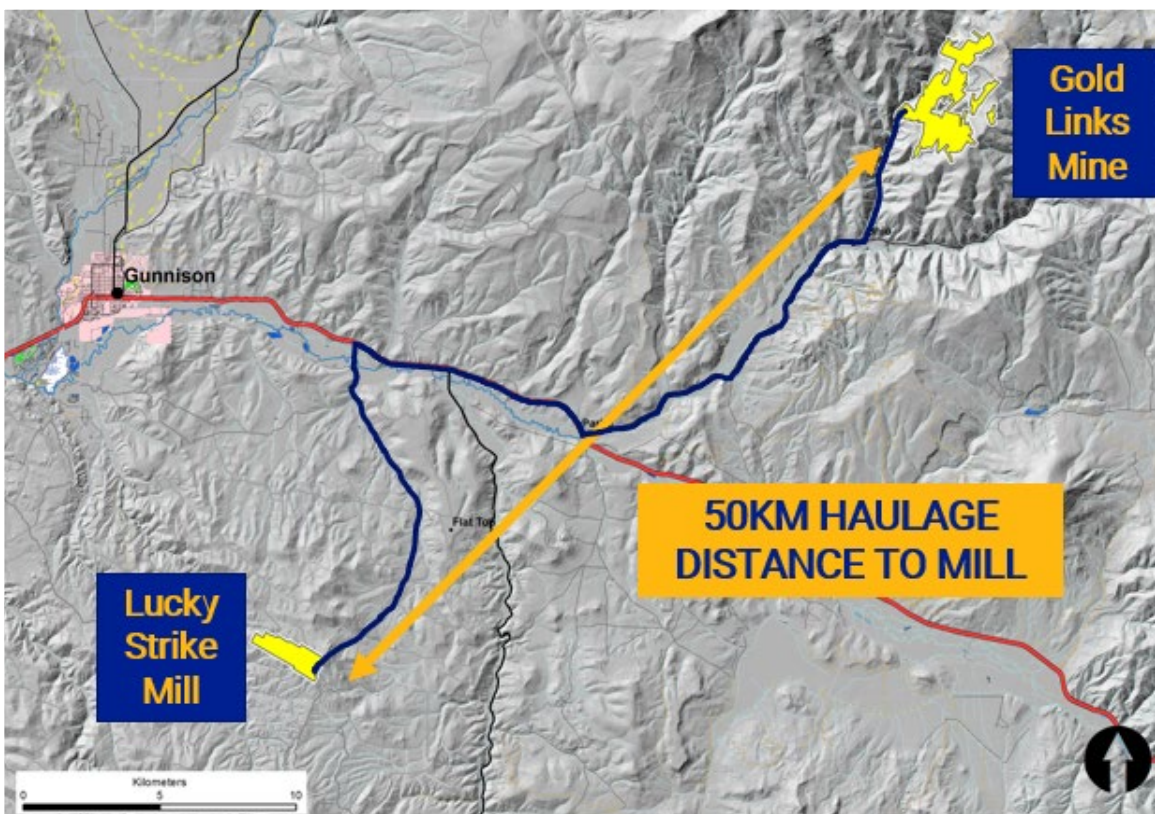 Gold
Links
Mine
Gunnison
50KM HAULAGE
DISTANCE TO MILL
Flat Top
Lucky
Strike
Mill
Kilometers
0 5 10